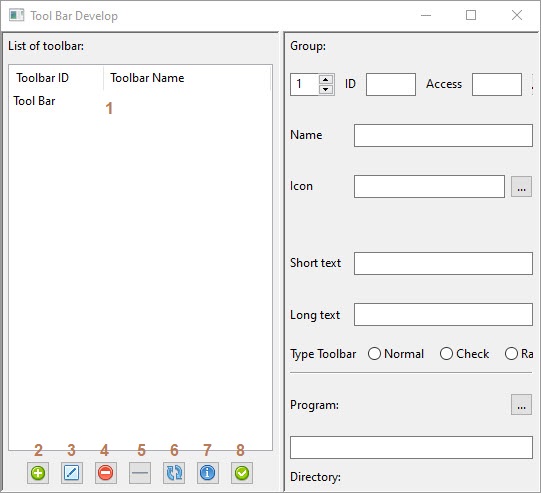 Tool Bar Develop
List of toolbar:
Toolbar ID Toolbar Name
Tool Bar
1
2 3 4 5 6 7 8
Group:
1 ID Access
Name
Icon ...
Short text
Long text
Type Toolbar Normal Check Ra
Program: ...
Directory: